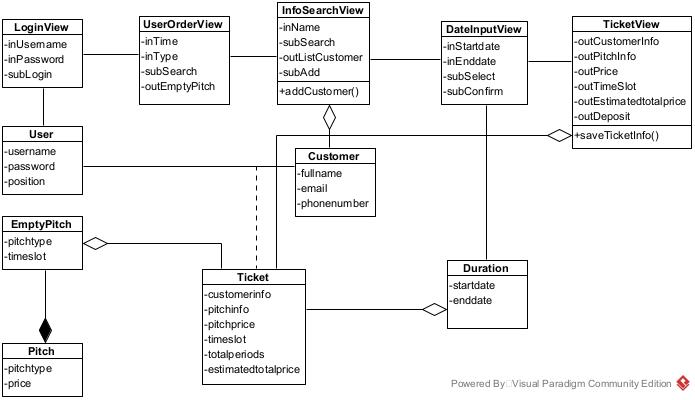 LoginView
-inUsername
-inPassword
-subLogin
UserOrderView
-inTime
-inType
-subSearch
-outEmptyPitch
InfoSearchView
-inName
-subSearch
-outListCustomer
-subAdd
+addCustomer()
DateInputView
-inStartdate
-inEnddate
-subSelect
-subConfirm
TicketView
-outCustomerInfo
-outPitchInfo
-outPrice
-outTimeSlot
-outEstimatedtotalprice
-outDeposit
+saveTicketInfo()
User
-username
-password
-position
Customer
-fullname
-email
-phonenumber
EmptyPitch
-pitchtype
-timeslot
Ticket
-customerinfo
-pitchinfo
-pitchprice
-timeslot
-totalperiods
-estimatedtotalprice
Duration
-startdate
-enddate
Pitch
-pitchtype
-price
Powered By Visual Paradigm Community Edition